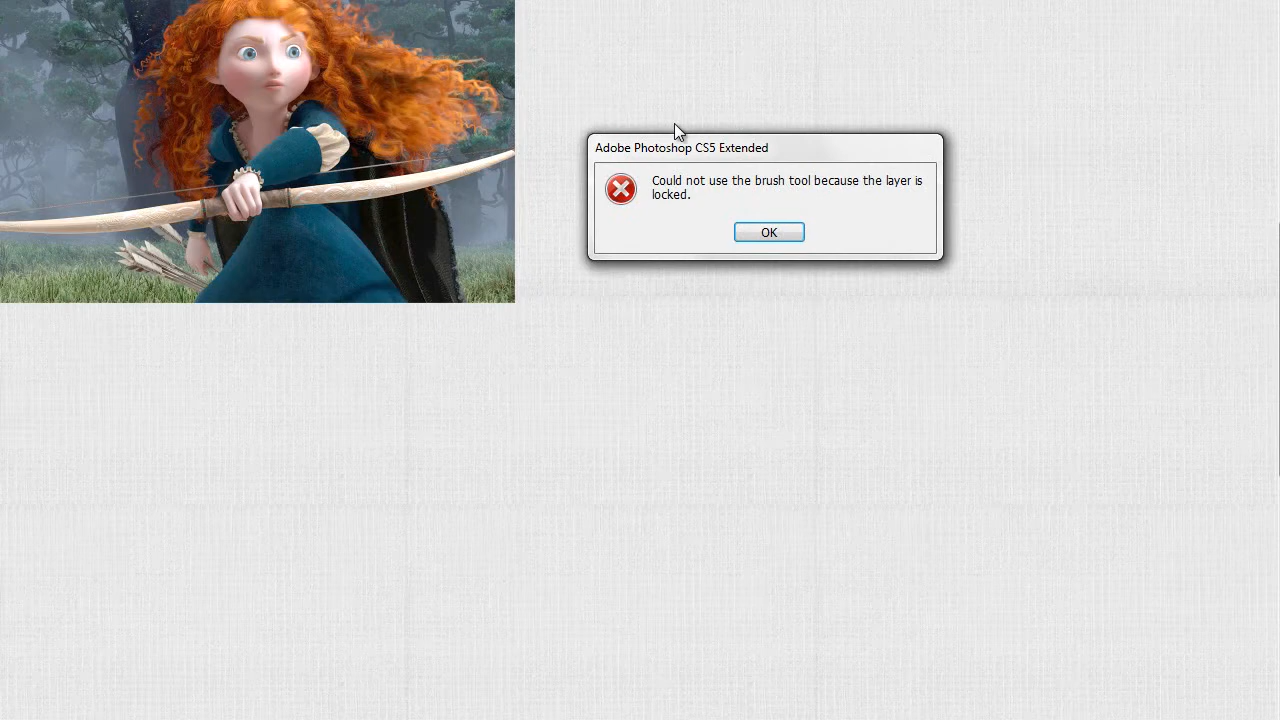 Adobe Photoshop CS5 Extended
Could not use the brush tool because the layer is
locked.
OK